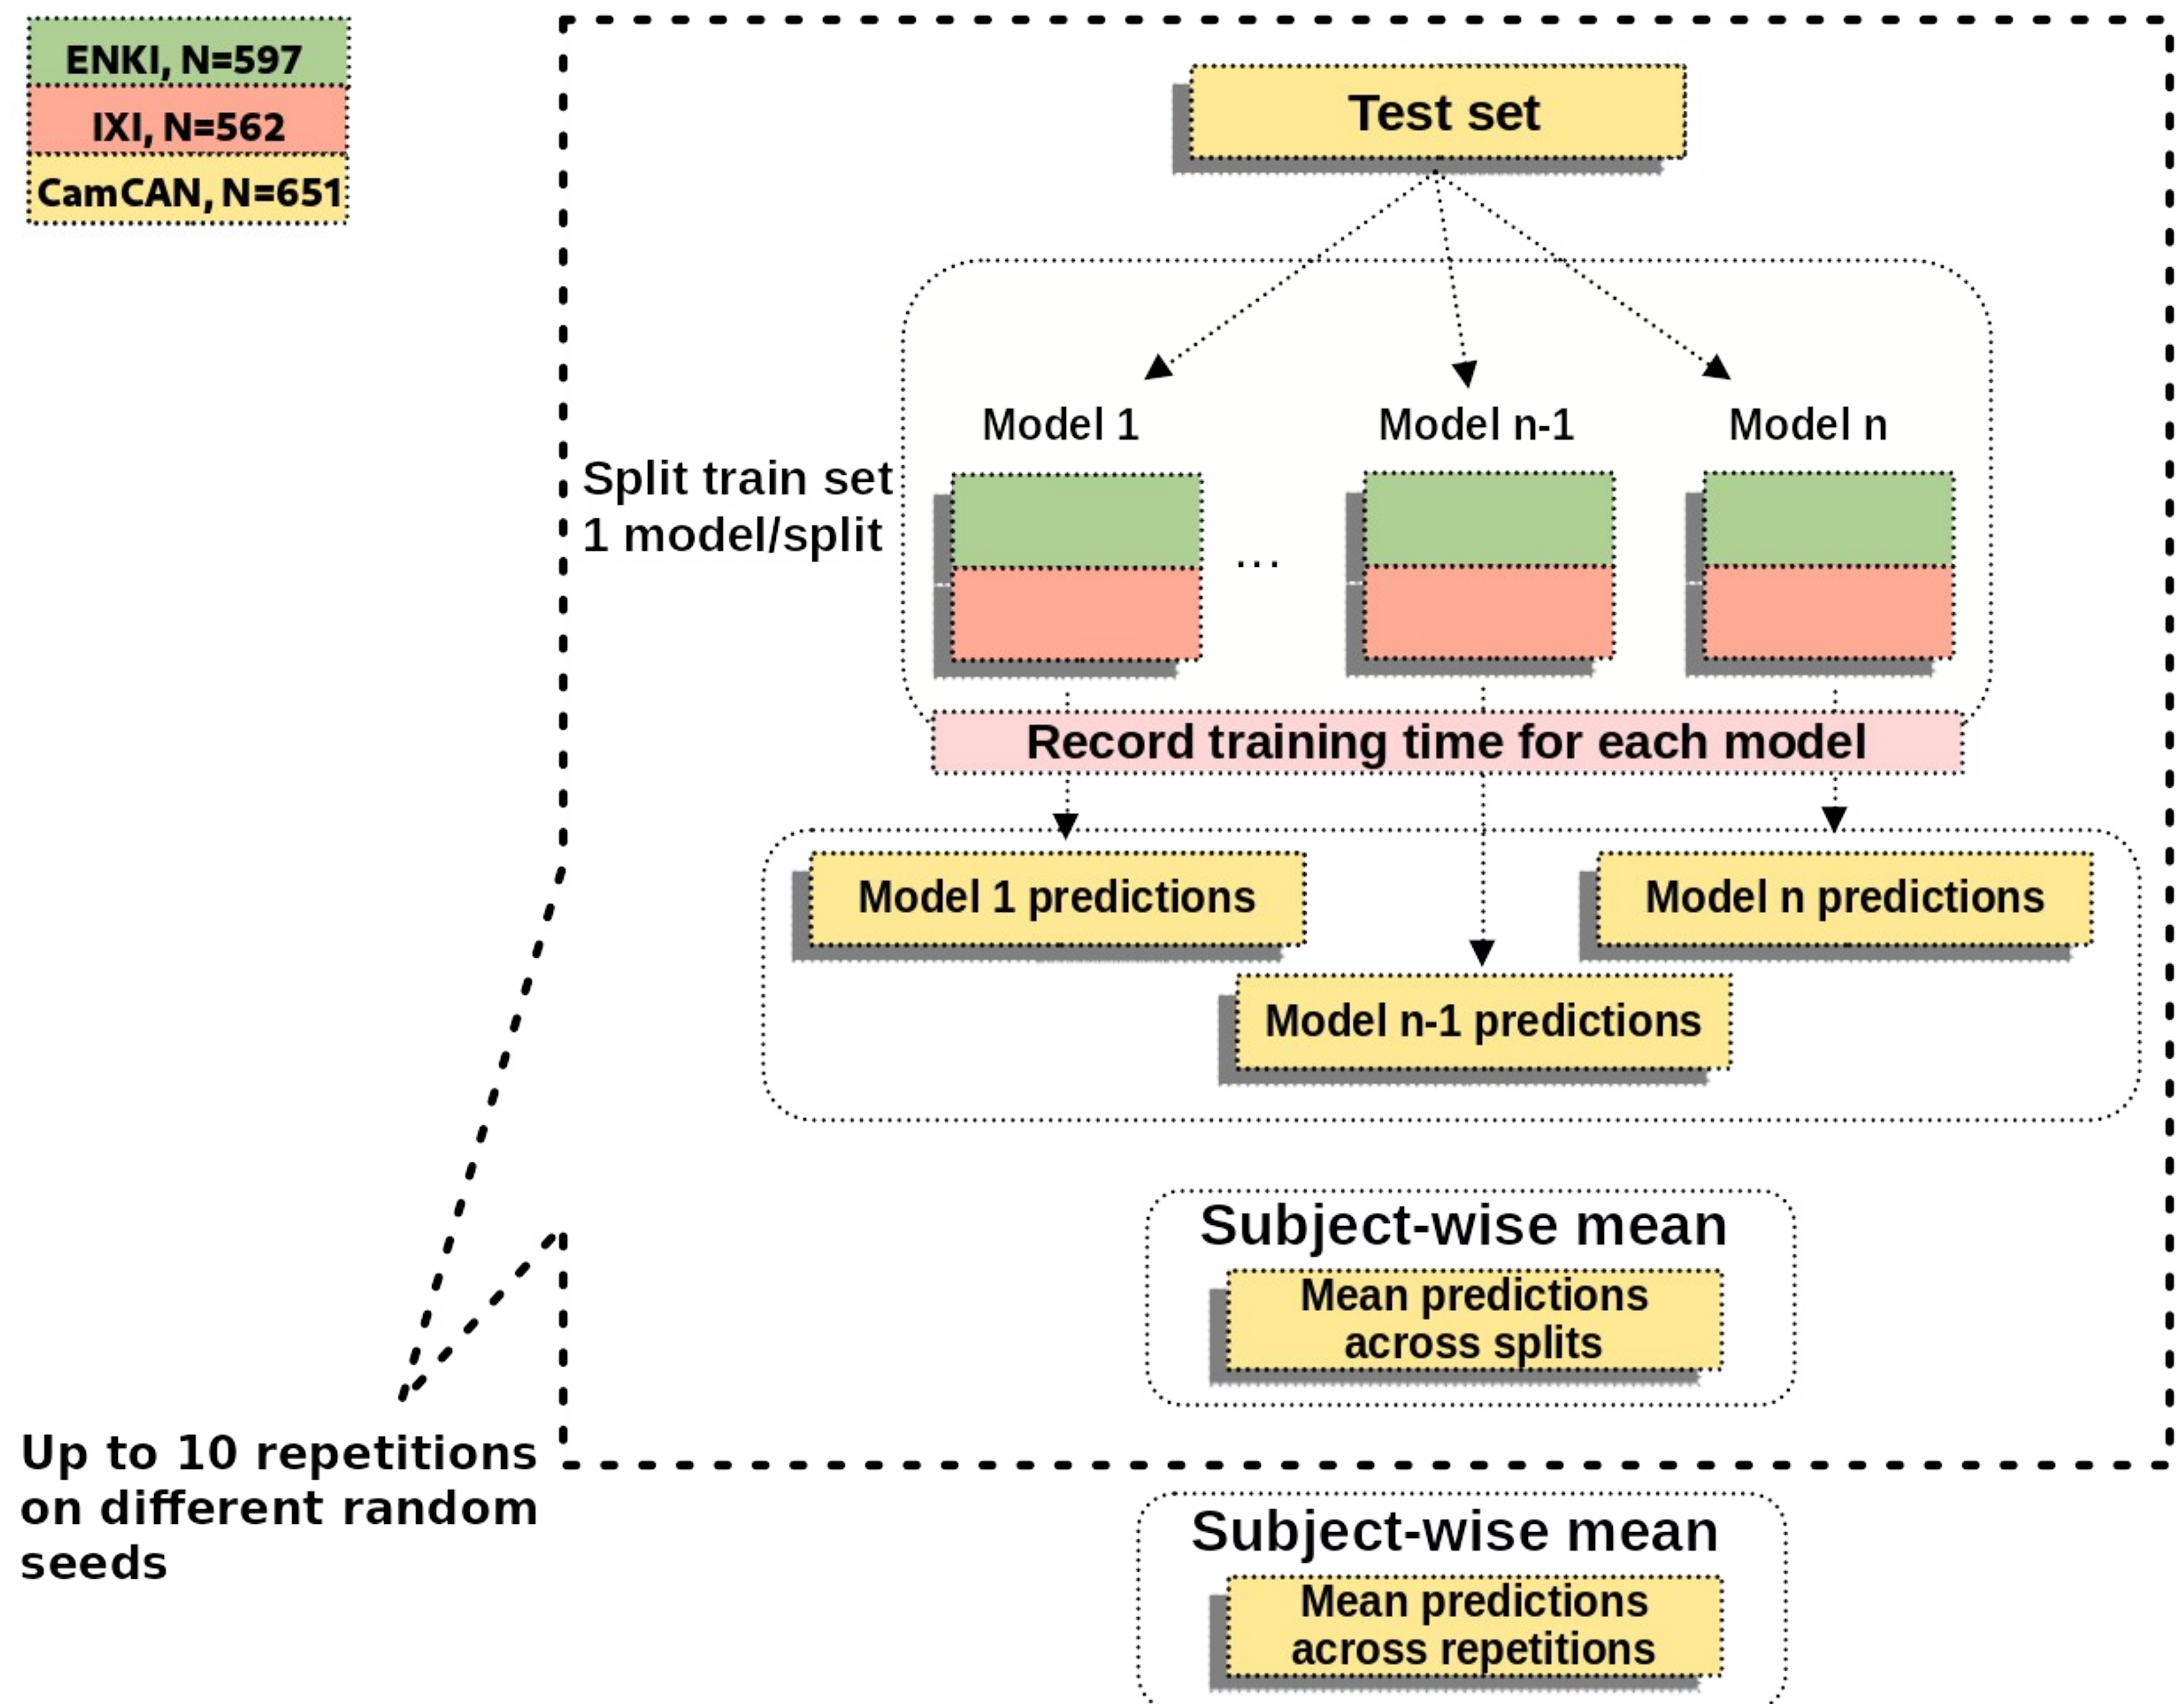 ENKI, N=597
IXI, N=562
CamCAN, N=651
Test set
Model 1
Model n-1
Model n
Split train set
1 model/split
...
Record training time for each model
Model 1 predictions
Model n predictions
Model n-1 predictions
Subject-wise mean
Mean predictions
across splits
Up to 10 repetitions
on different random
seeds
Subject-wise mean
Mean predictions
across repetitions